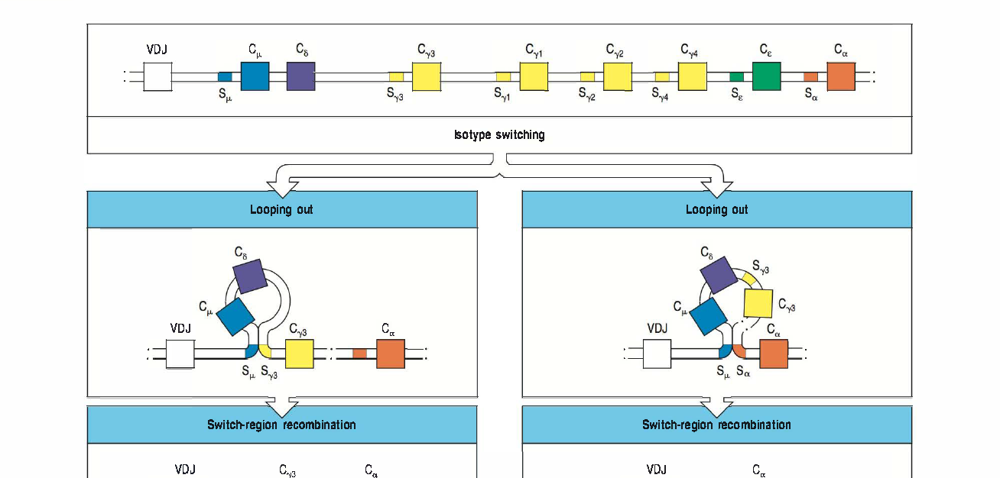 VDJ Cμ Cδ Cγ3 Cγ1 Cγ2 Cγ4 Cε Cα
Sμ Sγ3 Sγ1 Sγ2 Sγ4 Sε Sα
Isotype switching
Looping out
Cδ
Cμ
VDJ Cγ3 Cα
Sμ Sγ3
Switch-region recombination
VDJ Cγ3 Cα
Looping out
Cδ Sγ3
Cμ Cγ3
VDJ Cα
Sμ Sα
Switch-region recombination
VDJ Cα